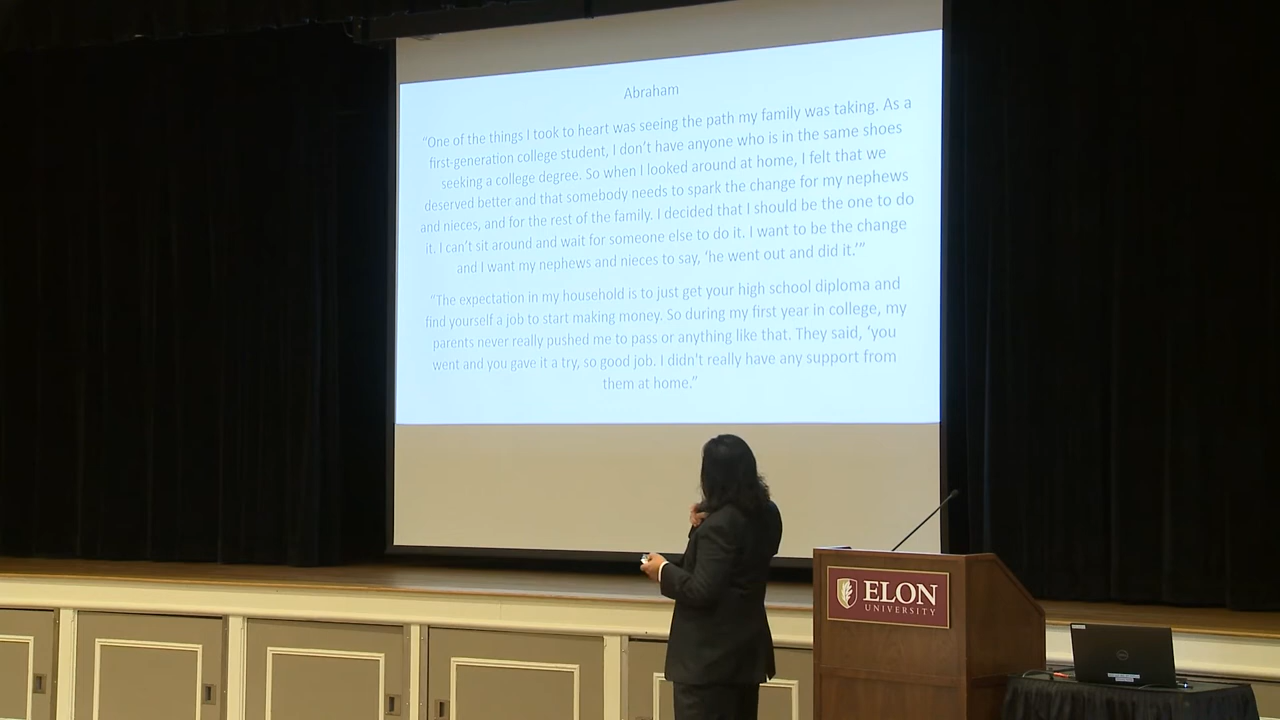 Abraham
“One of the things I took to heart was seeing the path my family was taking. As a
first-generation college student, I don’t have anyone who is in the same shoes
seeking a college degree. So when I looked around at home, I felt that we
deserved better and that somebody needs to spark the change for my nephews
and nieces, and for the rest of the family. I decided that I should be the one to do
it. I can’t sit around and wait for someone else to do it. I want to be the change
and I want my nephews and nieces to say, ‘he went out and did it.’”
“The expectation in my household is to just get your high school diploma and
find yourself a job to start making money. So during my first year in college, my
parents never really pushed me to pass or anything like that. They said, ‘you
went and you gave it a try, so good job. I didn't really have any support from
them at home.”
ELON
UNIVERSITY